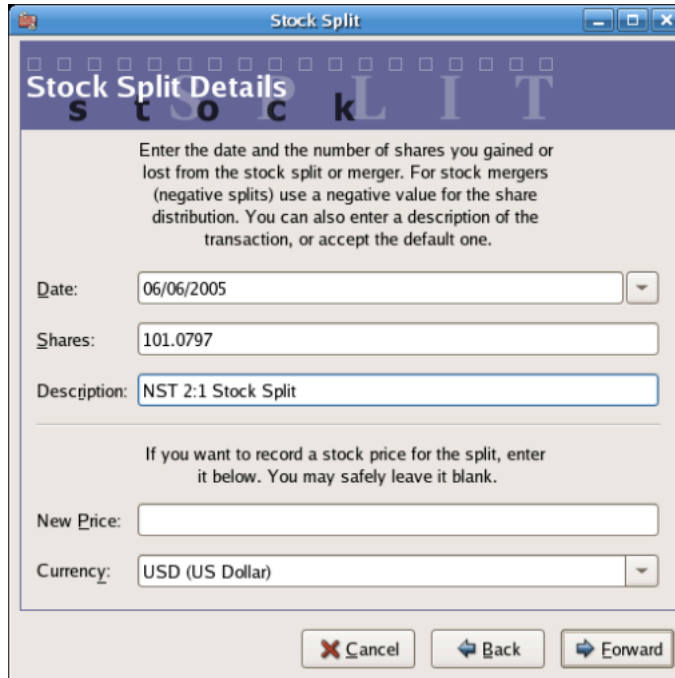 Stock Split
SPLIT
Stock Split Details
stock
Enter the date and the number of shares you gained or
lost from the stock split or merger. For stock mergers
(negative splits) use a negative value for the share
distribution. You can also enter a description of the
transaction, or accept the default one.
Date: 06/06/2005
Shares: 101.0797
Description: NST 2:1 Stock Split
If you want to record a stock price for the split, enter
it below. You may safely leave it blank.
New Price:
Currency: USD (US Dollar)
Cancel Back Forward